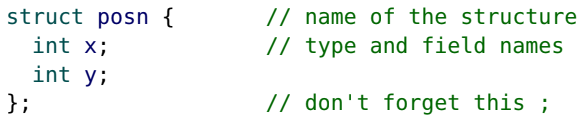 struct posn {       // name of the structure
  int x;            // type and field names
  int y;
};                  // don't forget this ;